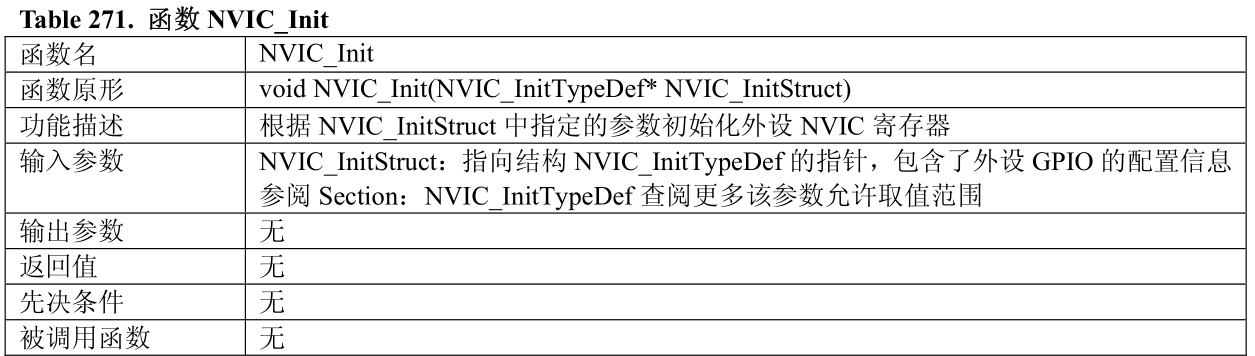 Table 271. 函数 NVIC_Init
函数名 NVIC_Init
函数原形 void NVIC_Init(NVIC_InitTypeDef* NVIC_InitStruct)
功能描述 根据 NVIC_InitStruct 中指定的参数初始化外设 NVIC 寄存器
输入参数 NVIC_InitStruct：指向结构 NVIC_InitTypeDef 的指针，包含了外设 GPIO 的配置信息
参阅 Section：NVIC_InitTypeDef 查阅更多该参数允许取值范围
输出参数 无
返回值 无
先决条件 无
被调用函数 无